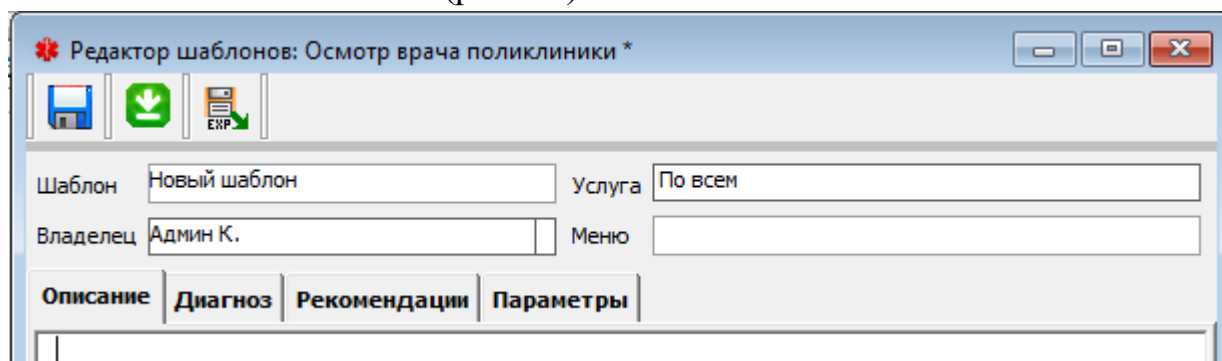 Редактор шаблонов: Осмотр врача поликлиники *
EXP
Шаблон Новый шаблон Услуга По всем
Владелец Админ К. Меню
Описание Диагноз Рекомендации Параметры